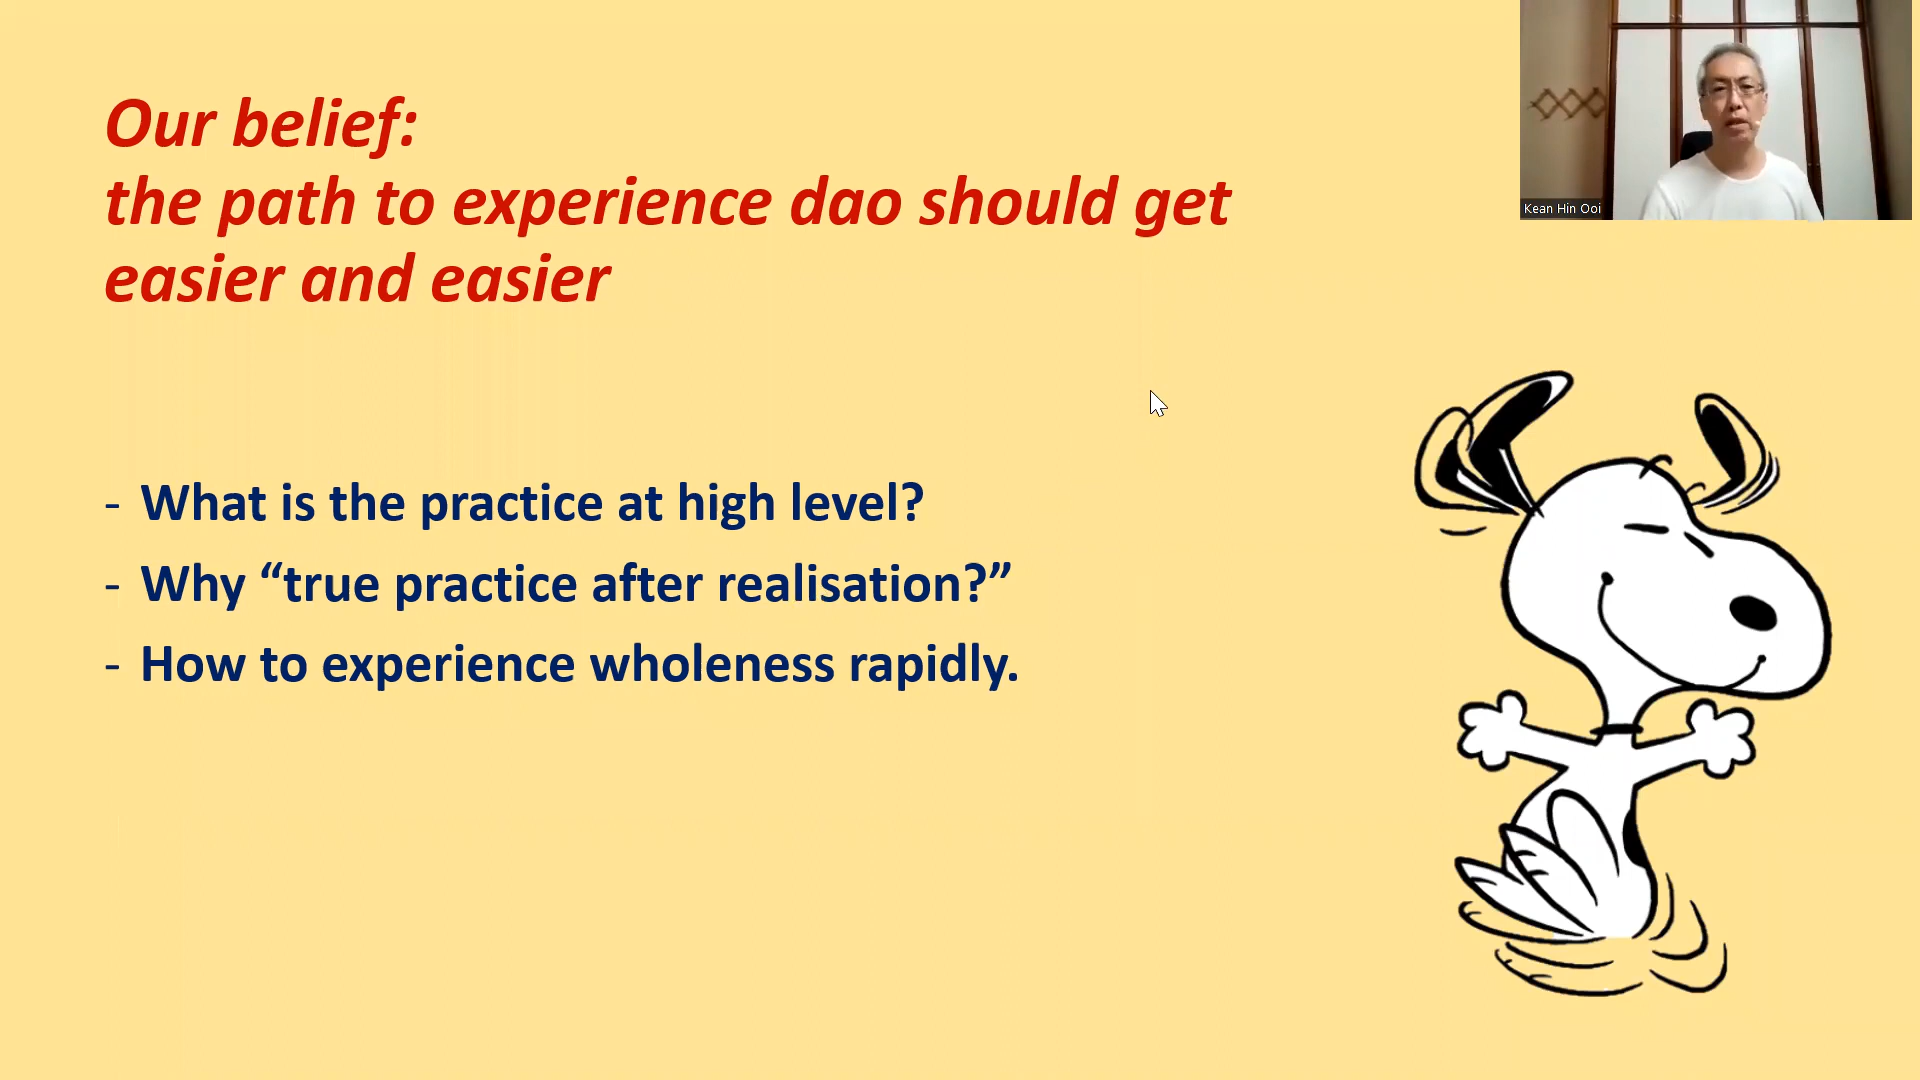 Our belief:
the path to experience dao should get
easier and easier
- What is the practice at high level?
- Why “true practice after realisation?”
- How to experience wholeness rapidly.
Kean Hin Ooi